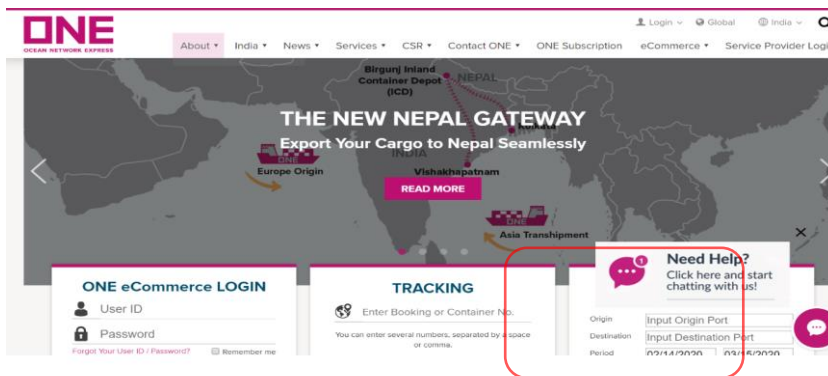 Login
Global
India
ONE
OCEAN NETWORK EXPRESS
About
India
News
Services
CSR
Contact ONE
ONE Subscription
eCommerce
Service Provider Logi
Birgunj Inland
Container Depot
(ICD)
NEPAL
THE NEW NEPAL GATEWAY
Kolkata
Export Your Cargo to Nepal Seamlessly
INDIA
ONE
Europe Origin
Vishakhapatnam
READ MORE
ONE
Asia Transhipment
ONE eCommerce LOGIN
User ID
Password
Forgot Your User ID / Password?
Remember me
TRACKING
Enter Booking or Container No.
You can enter several numbers, separated by a space
or comma.
1
Need Help?
Click here and start
chatting with us!
Origin
Input Origin Port
Destination
Input Destination Port
Period
02/14/2020
03/15/2020